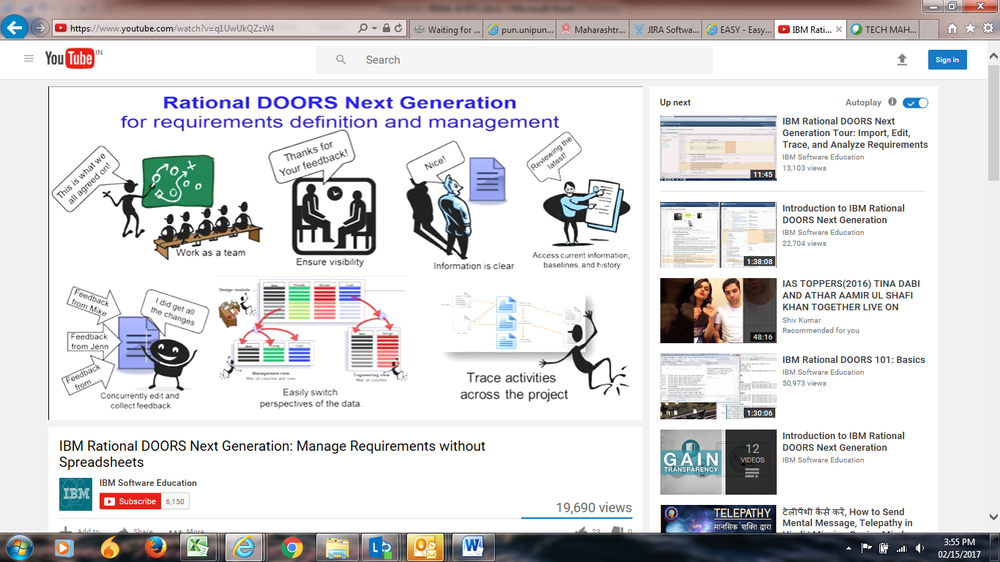 https://www.youtube.com/watch?v=q1UwUkQZzW4
Waiting for ...
pun.unipun...
Maharashtr...
JIRA Softwa...
EASY - Easy...
IBM Rati...
TECH MAH...
YouTube IN
Search
Sign in
Rational DOORS Next Generation
for requirements definition and management
This is what we
all agreed on!
Work as a team
Thanks for
Your feedback!
Ensure visibility
Nice!
Information is clear
Reviewing the
latest!
Access current information,
baselines, and history
Feedback
from Mike
Feedback
from Jenn
Feedback
from ...
I did get all
the changes
Concurrently edit and
collect feedback
Design module
Management view
filter on columns and rows
Engineering view
filter on columns
Easily switch
perspectives of the data.
Trace activities
across the project
IBM Rational DOORS Next Generation: Manage Requirements without
Spreadsheets
IBM
IBM Software Education
Subscribe 6,150
19,690 views
Add to Share More
23 0
Up next
Autoplay
IBM Rational DOORS Next
Generation Tour: Import, Edit,
Trace, and Analyze Requirements
IBM Software Education
13,103 views
11:45
Introduction to IBM Rational
DOORS Next Generation
IBM Software Education
22,704 views
1:38:08
IAS TOPPERS(2016) TINA DABI
AND ATHAR AAMIR UL SHAFI
KHAN TOGETHER LIVE ON
Shiv Kumar
Recommended for you
48:16
IBM Rational DOORS 101: Basics
IBM Software Education
50,973 views
1:30:06
GAIN
TRANSPARENCY
12
VIDEOS
Introduction to IBM Rational
DOORS Next Generation
IBM Software Education
TELEPATHY
मानसिक शक्ति द्वारा
टेलीपैथी कैसे करें, How to Send
Mental Message, Telepathy in
3:55 PM
02/15/2017